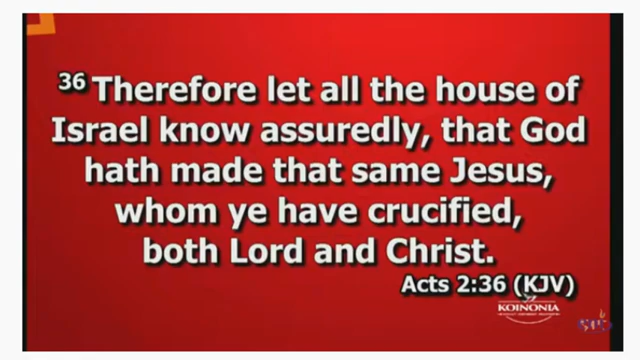 36 Therefore let all the house of
Israel know assuredly, that God
hath made that same Jesus,
whom ye have crucified,
both Lord and Christ.
Acts 2:36 (KJV)
KOINONIA